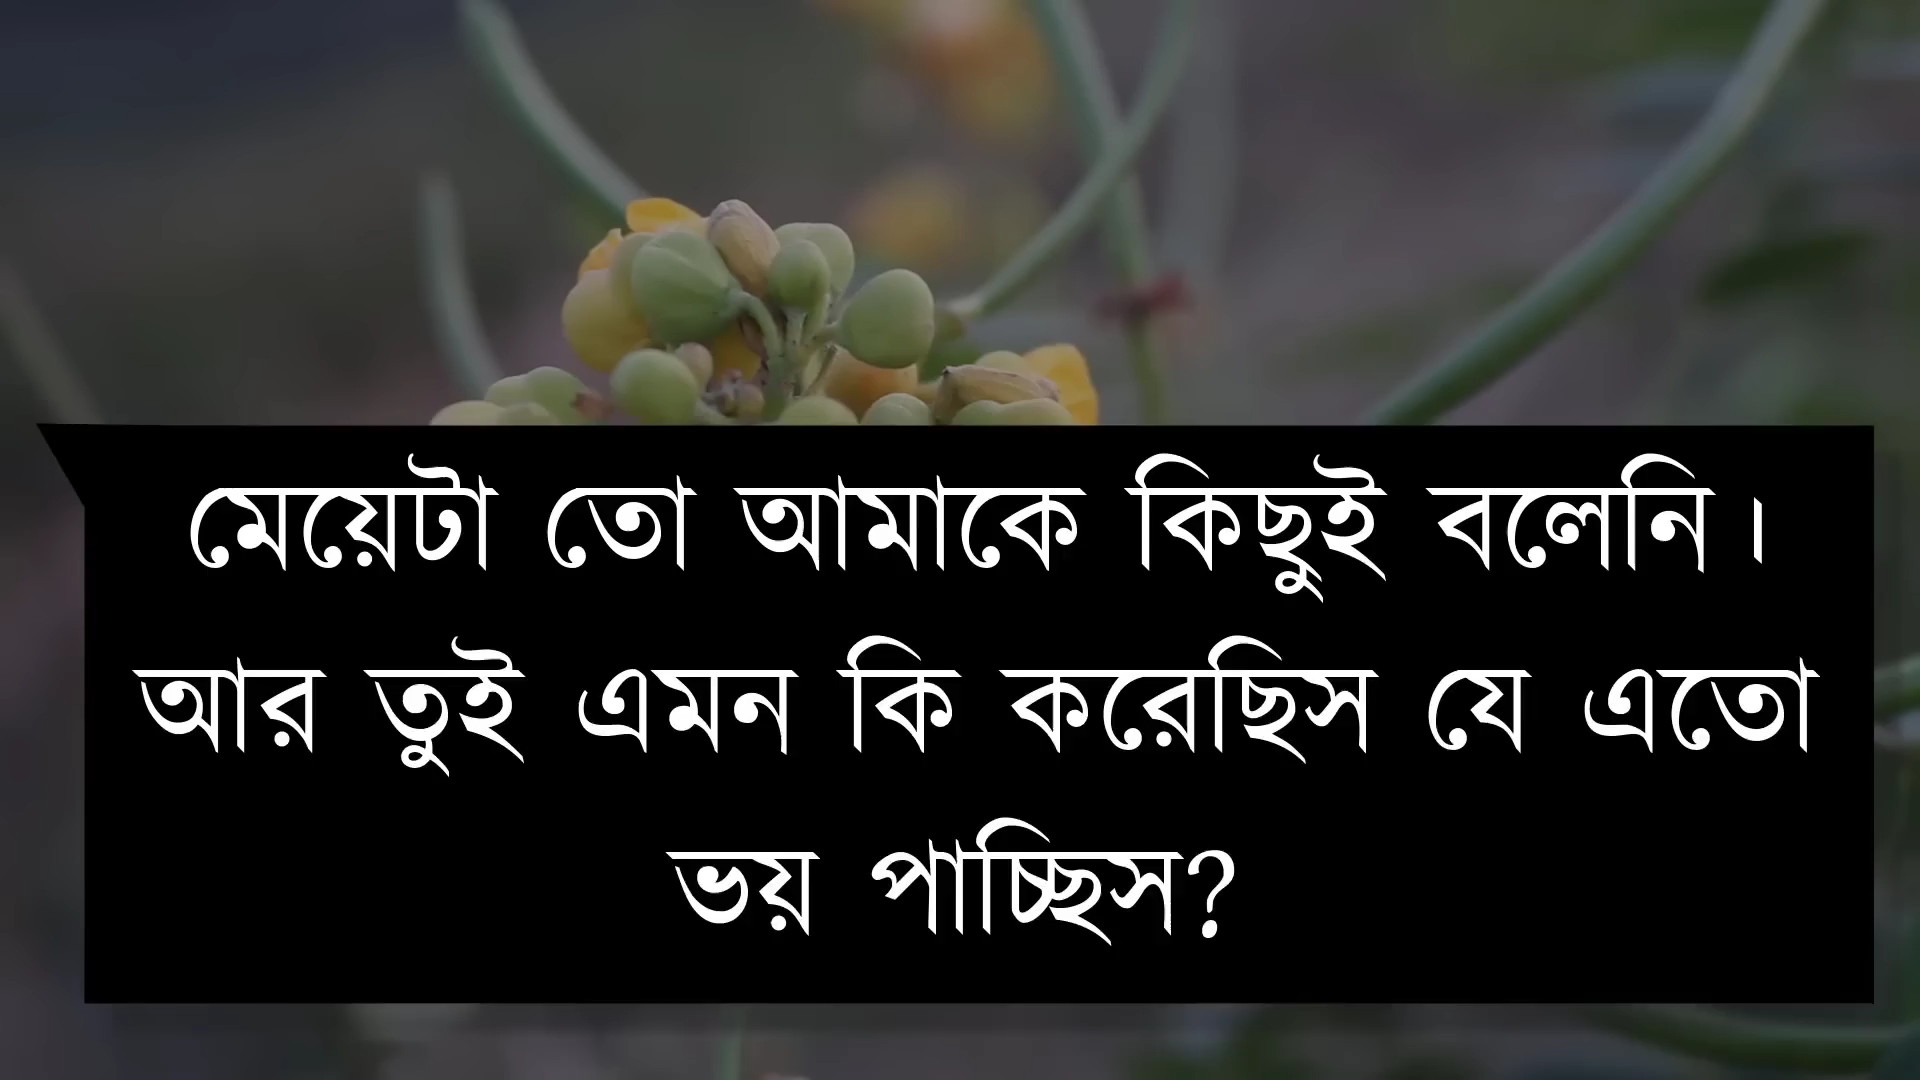 মেয়েটা তো আমাকে কিছুই বলেনি।
আর তুই এমন কি করেছিস যে এতো
ভয় পাচ্ছিস?